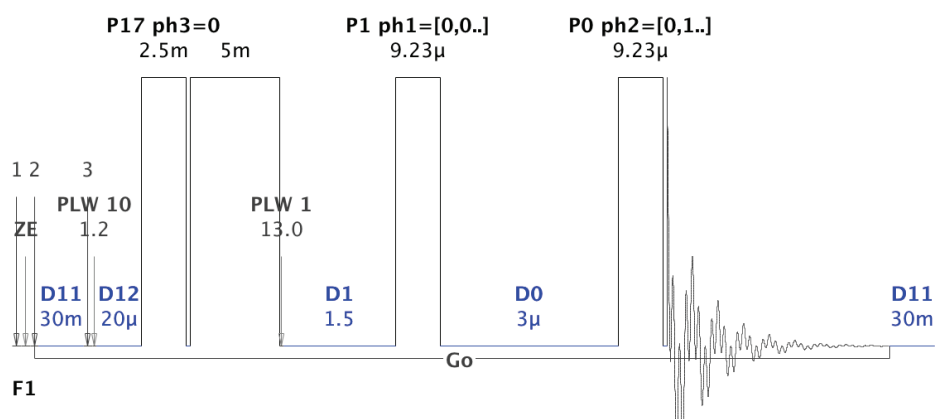 P17 ph3=0 P1 ph1=[0,0..] P0 ph2=[0,1..]
2.5m 5m 9.23µ 9.23µ
1 2 3
PLW 10 PLW 1
ZE 1.2 13.0
D11 D12 D1 D0 D11
30m 20µ 1.5 3µ 30m
Go
F1